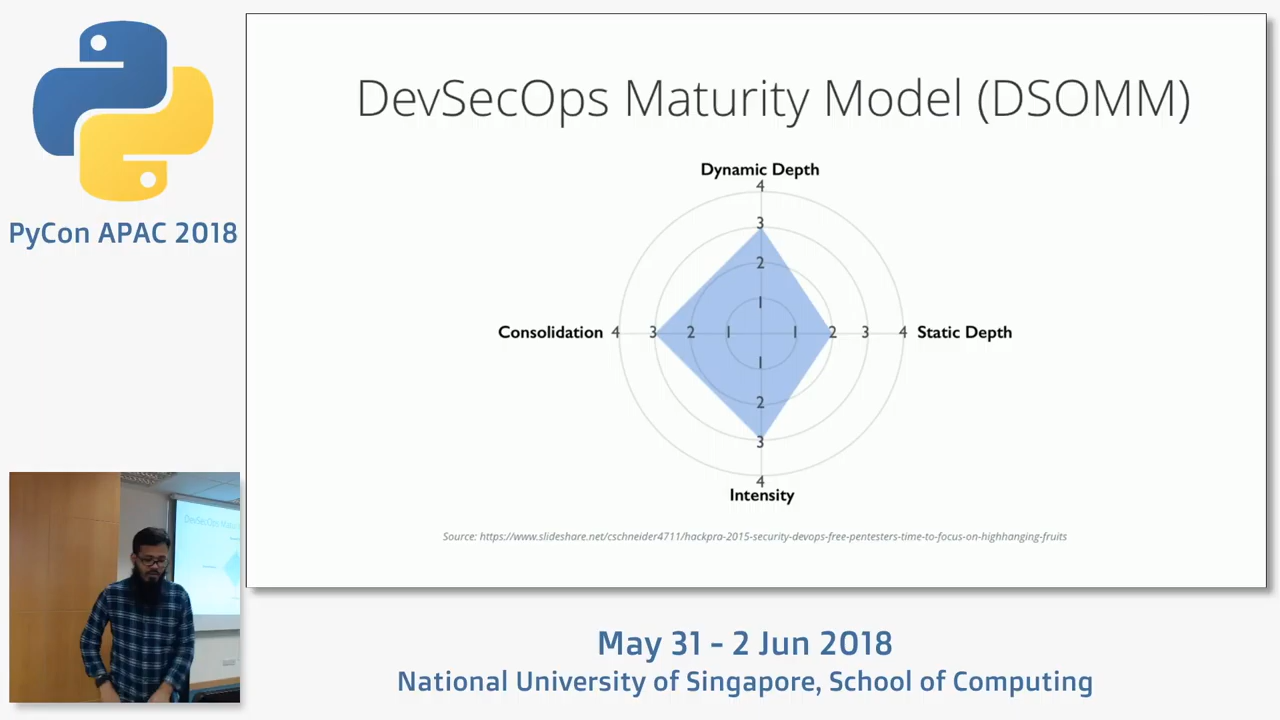 PyCon APAC 2018
DevSecOps Maturity Model (DSOMM)
Dynamic Depth
4
3
2
1
Consolidation 4 3 2 1 1 2 3 4 Static Depth
1
2
3
4
Intensity
Source: https://www.slideshare.net/cschneider4711/hackpra-2015-security-devops-free-pentesters-time-to-focus-on-highhanging-fruits
DevSecOps Matur
May 31 - 2 Jun 2018
National University of Singapore, School of Computing